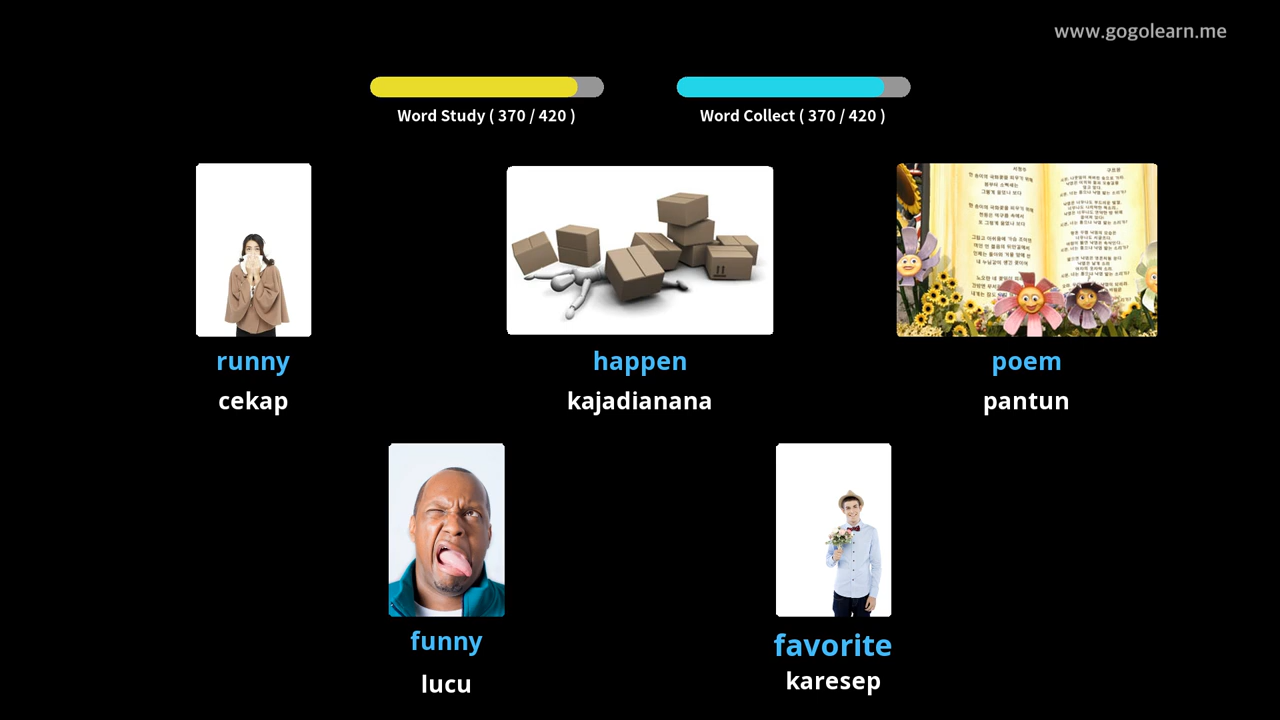 www.gogolearn.me
Word Study ( 370 / 420 )
Word Collect ( 370 / 420 )
runny
happen
poem
cekap
kajadianana
pantun
funny
favorite
lucu
karesep